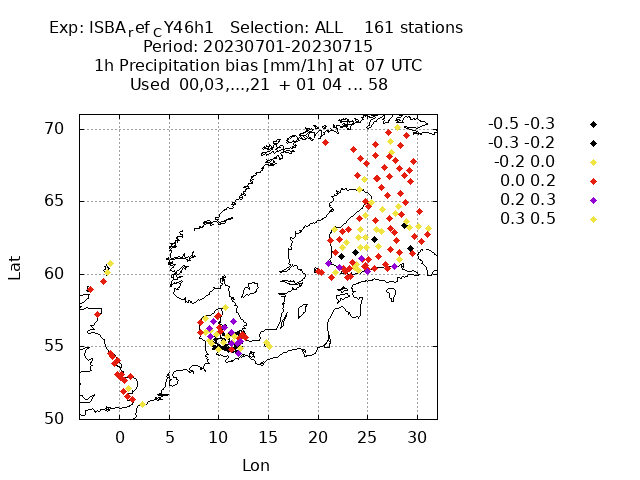 Exp: ISBA_ref_CY46h1 Selection: ALL 161 stations
Period: 20230701-20230715
1h Precipitation bias [mm/1h] at 07 UTC
Used 00,03,...,21 + 01 04 ... 58
-0.5 -0.3
-0.3 -0.2
-0.2 0.0
0.0 0.2
0.2 0.3
0.3 0.5
70
65
60
55
50
Lat
0 5 10 15 20 25 30
Lon